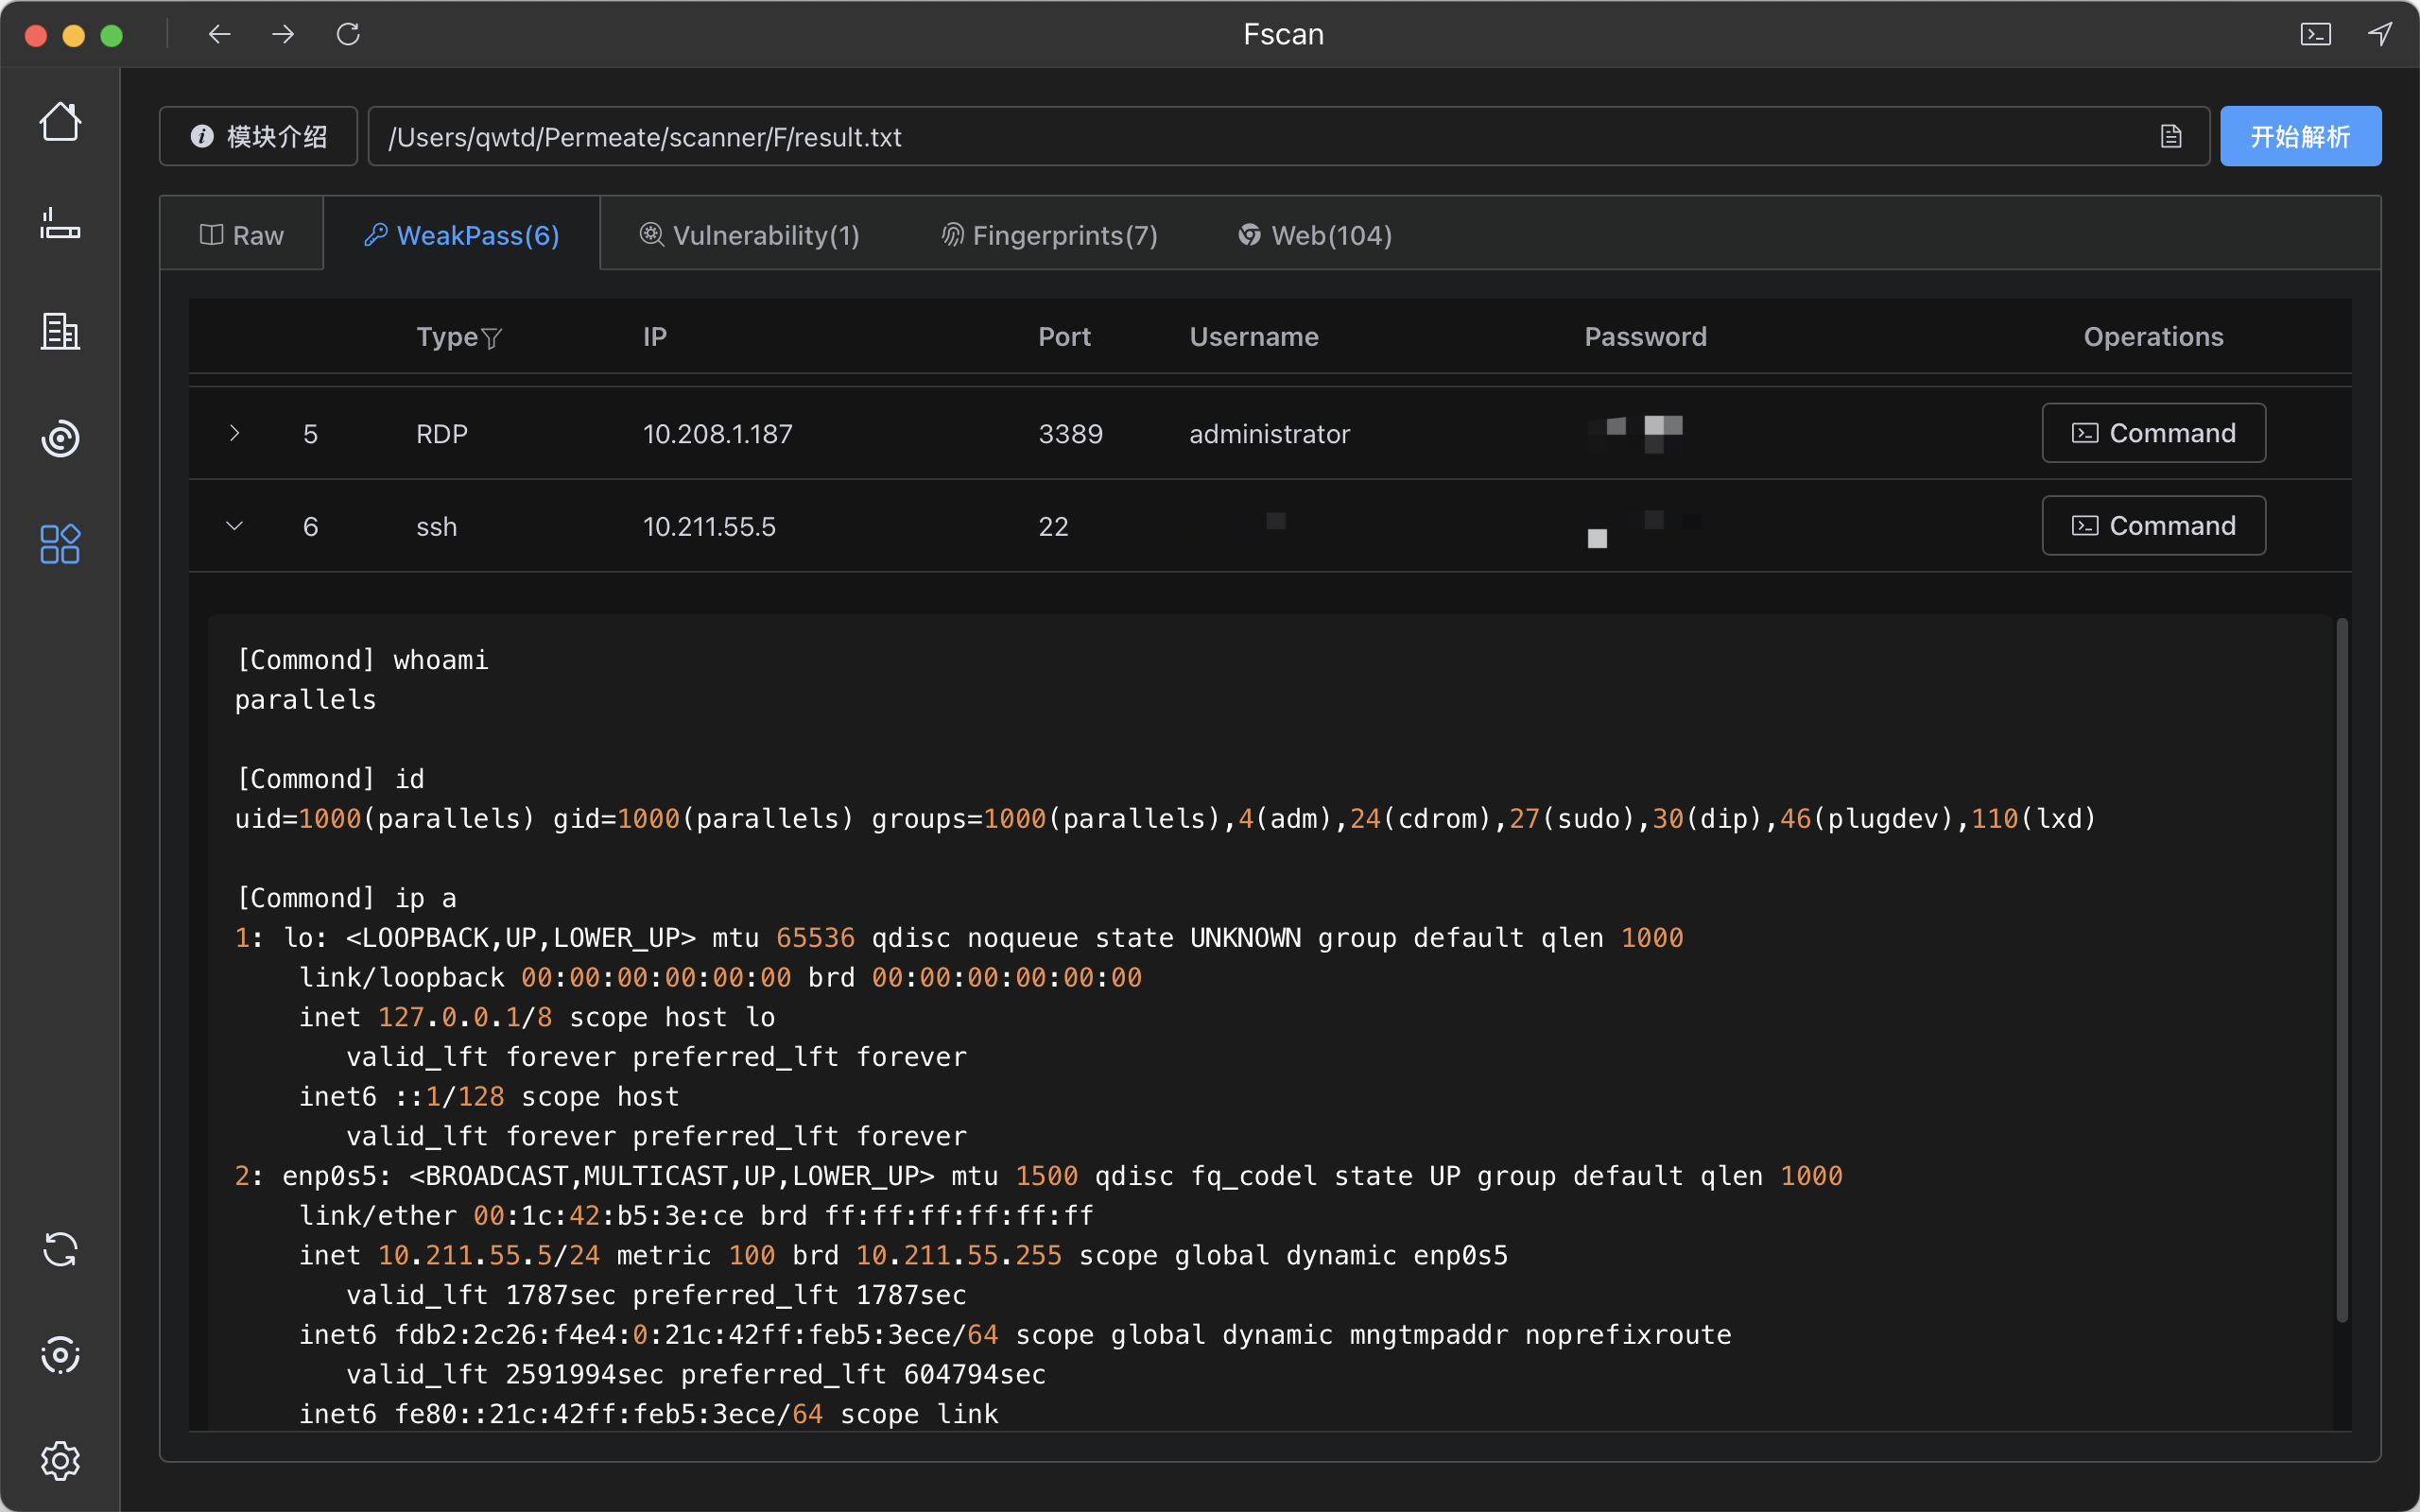 Fscan
模块介绍 /Users/qwtd/Permeate/scanner/F/result.txt 开始解析
Raw WeakPass(6) Vulnerability(1) Fingerprints(7) Web(104)
Type IP Port Username Password Operations
5 RDP 10.208.1.187 3389 administrator Command
6 ssh 10.211.55.5 22 Command
[Commond] whoami
parallels
[Commond] id
uid=1000(parallels) gid=1000(parallels) groups=1000(parallels),4(adm),24(cdrom),27(sudo),30(dip),46(plugdev),110(lxd)
[Commond] ip a
1: lo: <LOOPBACK,UP,LOWER_UP> mtu 65536 qdisc noqueue state UNKNOWN group default qlen 1000
link/loopback 00:00:00:00:00:00 brd 00:00:00:00:00:00
inet 127.0.0.1/8 scope host lo
valid_lft forever preferred_lft forever
inet6 ::1/128 scope host
valid_lft forever preferred_lft forever
2: enp0s5: <BROADCAST,MULTICAST,UP,LOWER_UP> mtu 1500 qdisc fq_codel state UP group default qlen 1000
link/ether 00:1c:42:b5:3e:ce brd ff:ff:ff:ff:ff:ff
inet 10.211.55.5/24 metric 100 brd 10.211.55.255 scope global dynamic enp0s5
valid_lft 1787sec preferred_lft 1787sec
inet6 fdb2:2c26:f4e4:0:21c:42ff:feb5:3ece/64 scope global dynamic mngtmpaddr noprefixroute
valid_lft 2591994sec preferred_lft 604794sec
inet6 fe80::21c:42ff:feb5:3ece/64 scope link